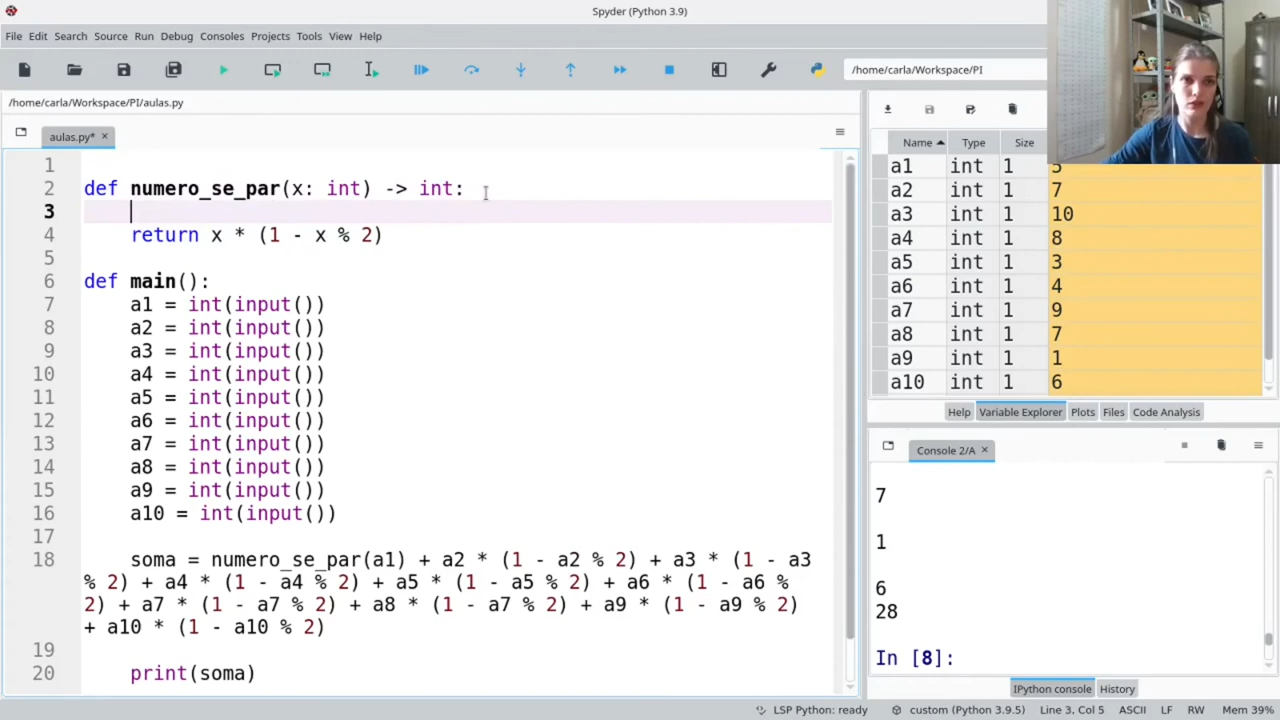 Spyder (Python 3.9)
File Edit Search Source Run Debug Consoles Projects Tools View Help
/home/carla/Workspace/PI
/home/carla/Workspace/PI/aulas.py
aulas.py*
1
2 def numero_se_par(x: int) -> int:
3
4 return x * (1 - x % 2)
5
6 def main():
7 a1 = int(input())
8 a2 = int(input())
9 a3 = int(input())
10 a4 = int(input())
11 a5 = int(input())
12 a6 = int(input())
13 a7 = int(input())
14 a8 = int(input())
15 a9 = int(input())
16 a10 = int(input())
17
18 soma = numero_se_par(a1) + a2 * (1 - a2 % 2) + a3 * (1 - a3
% 2) + a4 * (1 - a4 % 2) + a5 * (1 - a5 % 2) + a6 * (1 - a6 %
2) + a7 * (1 - a7 % 2) + a8 * (1 - a7 % 2) + a9 * (1 - a9 % 2)
+ a10 * (1 - a10 % 2)
19
20 print(soma)
Name Type Size
a1 int 1 5
a2 int 1 7
a3 int 1 10
a4 int 1 8
a5 int 1 3
a6 int 1 4
a7 int 1 9
a8 int 1 7
a9 int 1 1
a10 int 1 6
Help Variable Explorer Plots Files Code Analysis
Console 2/A
7
1
6
28
In [8]:
IPython console History
LSP Python: ready custom (Python 3.9.5) Line 3, Col 5 ASCII LF RW Mem 39%